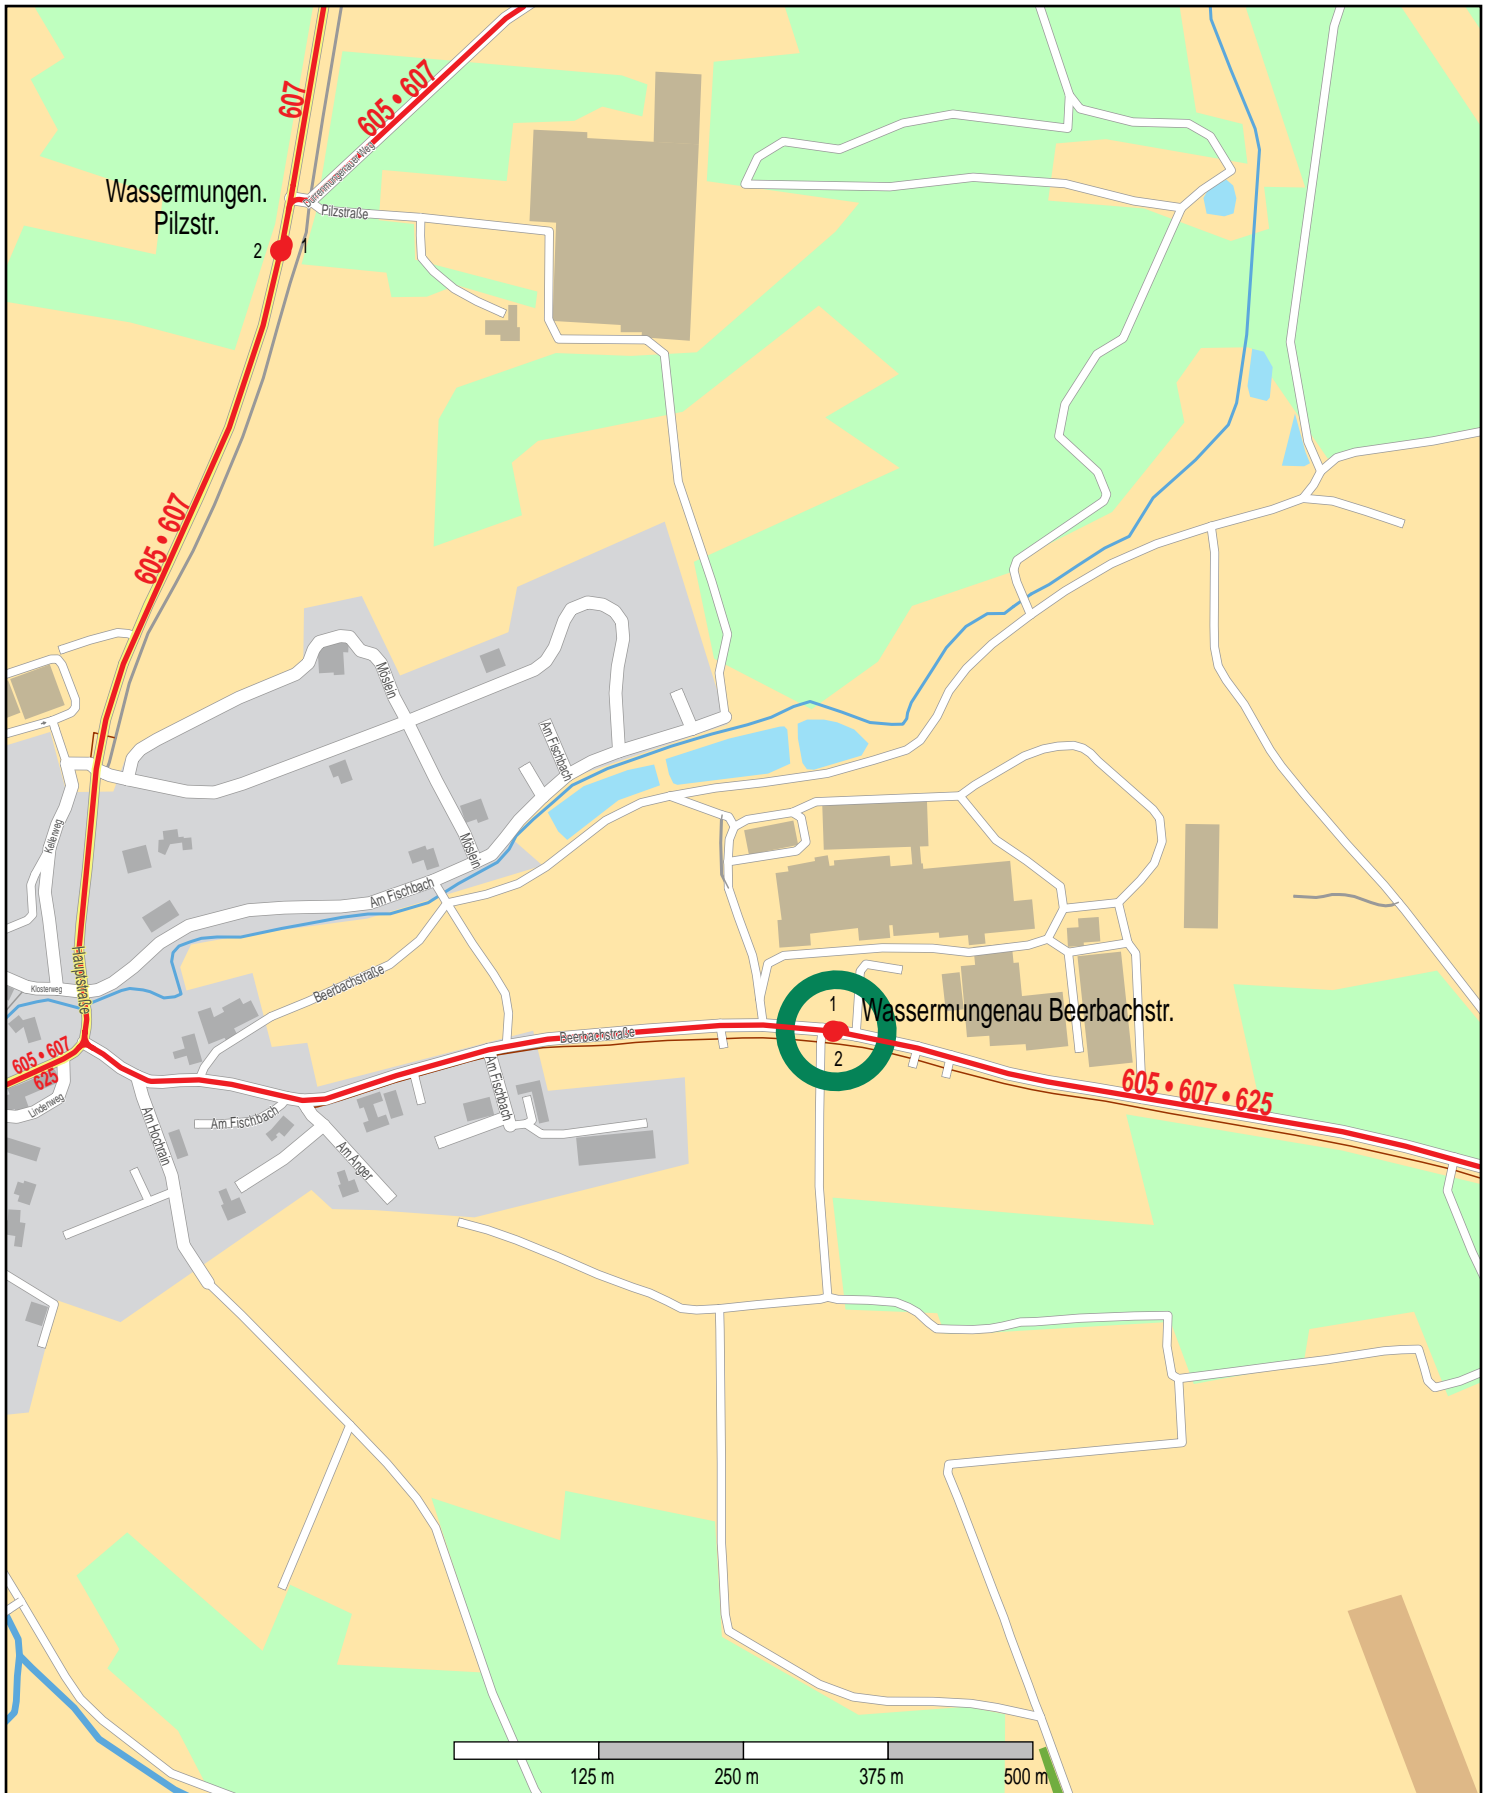 607
605 • 607
Dürrenmungenauer Weg
Wassermungen.
Pilzstr.
Pilzstraße
2
1
605 • 607
Möslein
Am Fischbach
Kellerweg
Möslein
Am Fischbach
Hauptstraße
Klosterweg
Beerbachstraße
1
Wassermungenau Beerbachstr.
Beerbachstraße
2
605 • 607
625
Lindenweg
Am Fischbach
605 • 607 • 625
Am Hochrain
Am Fischbach
Am Anger
125 m
250 m
375 m
500 m